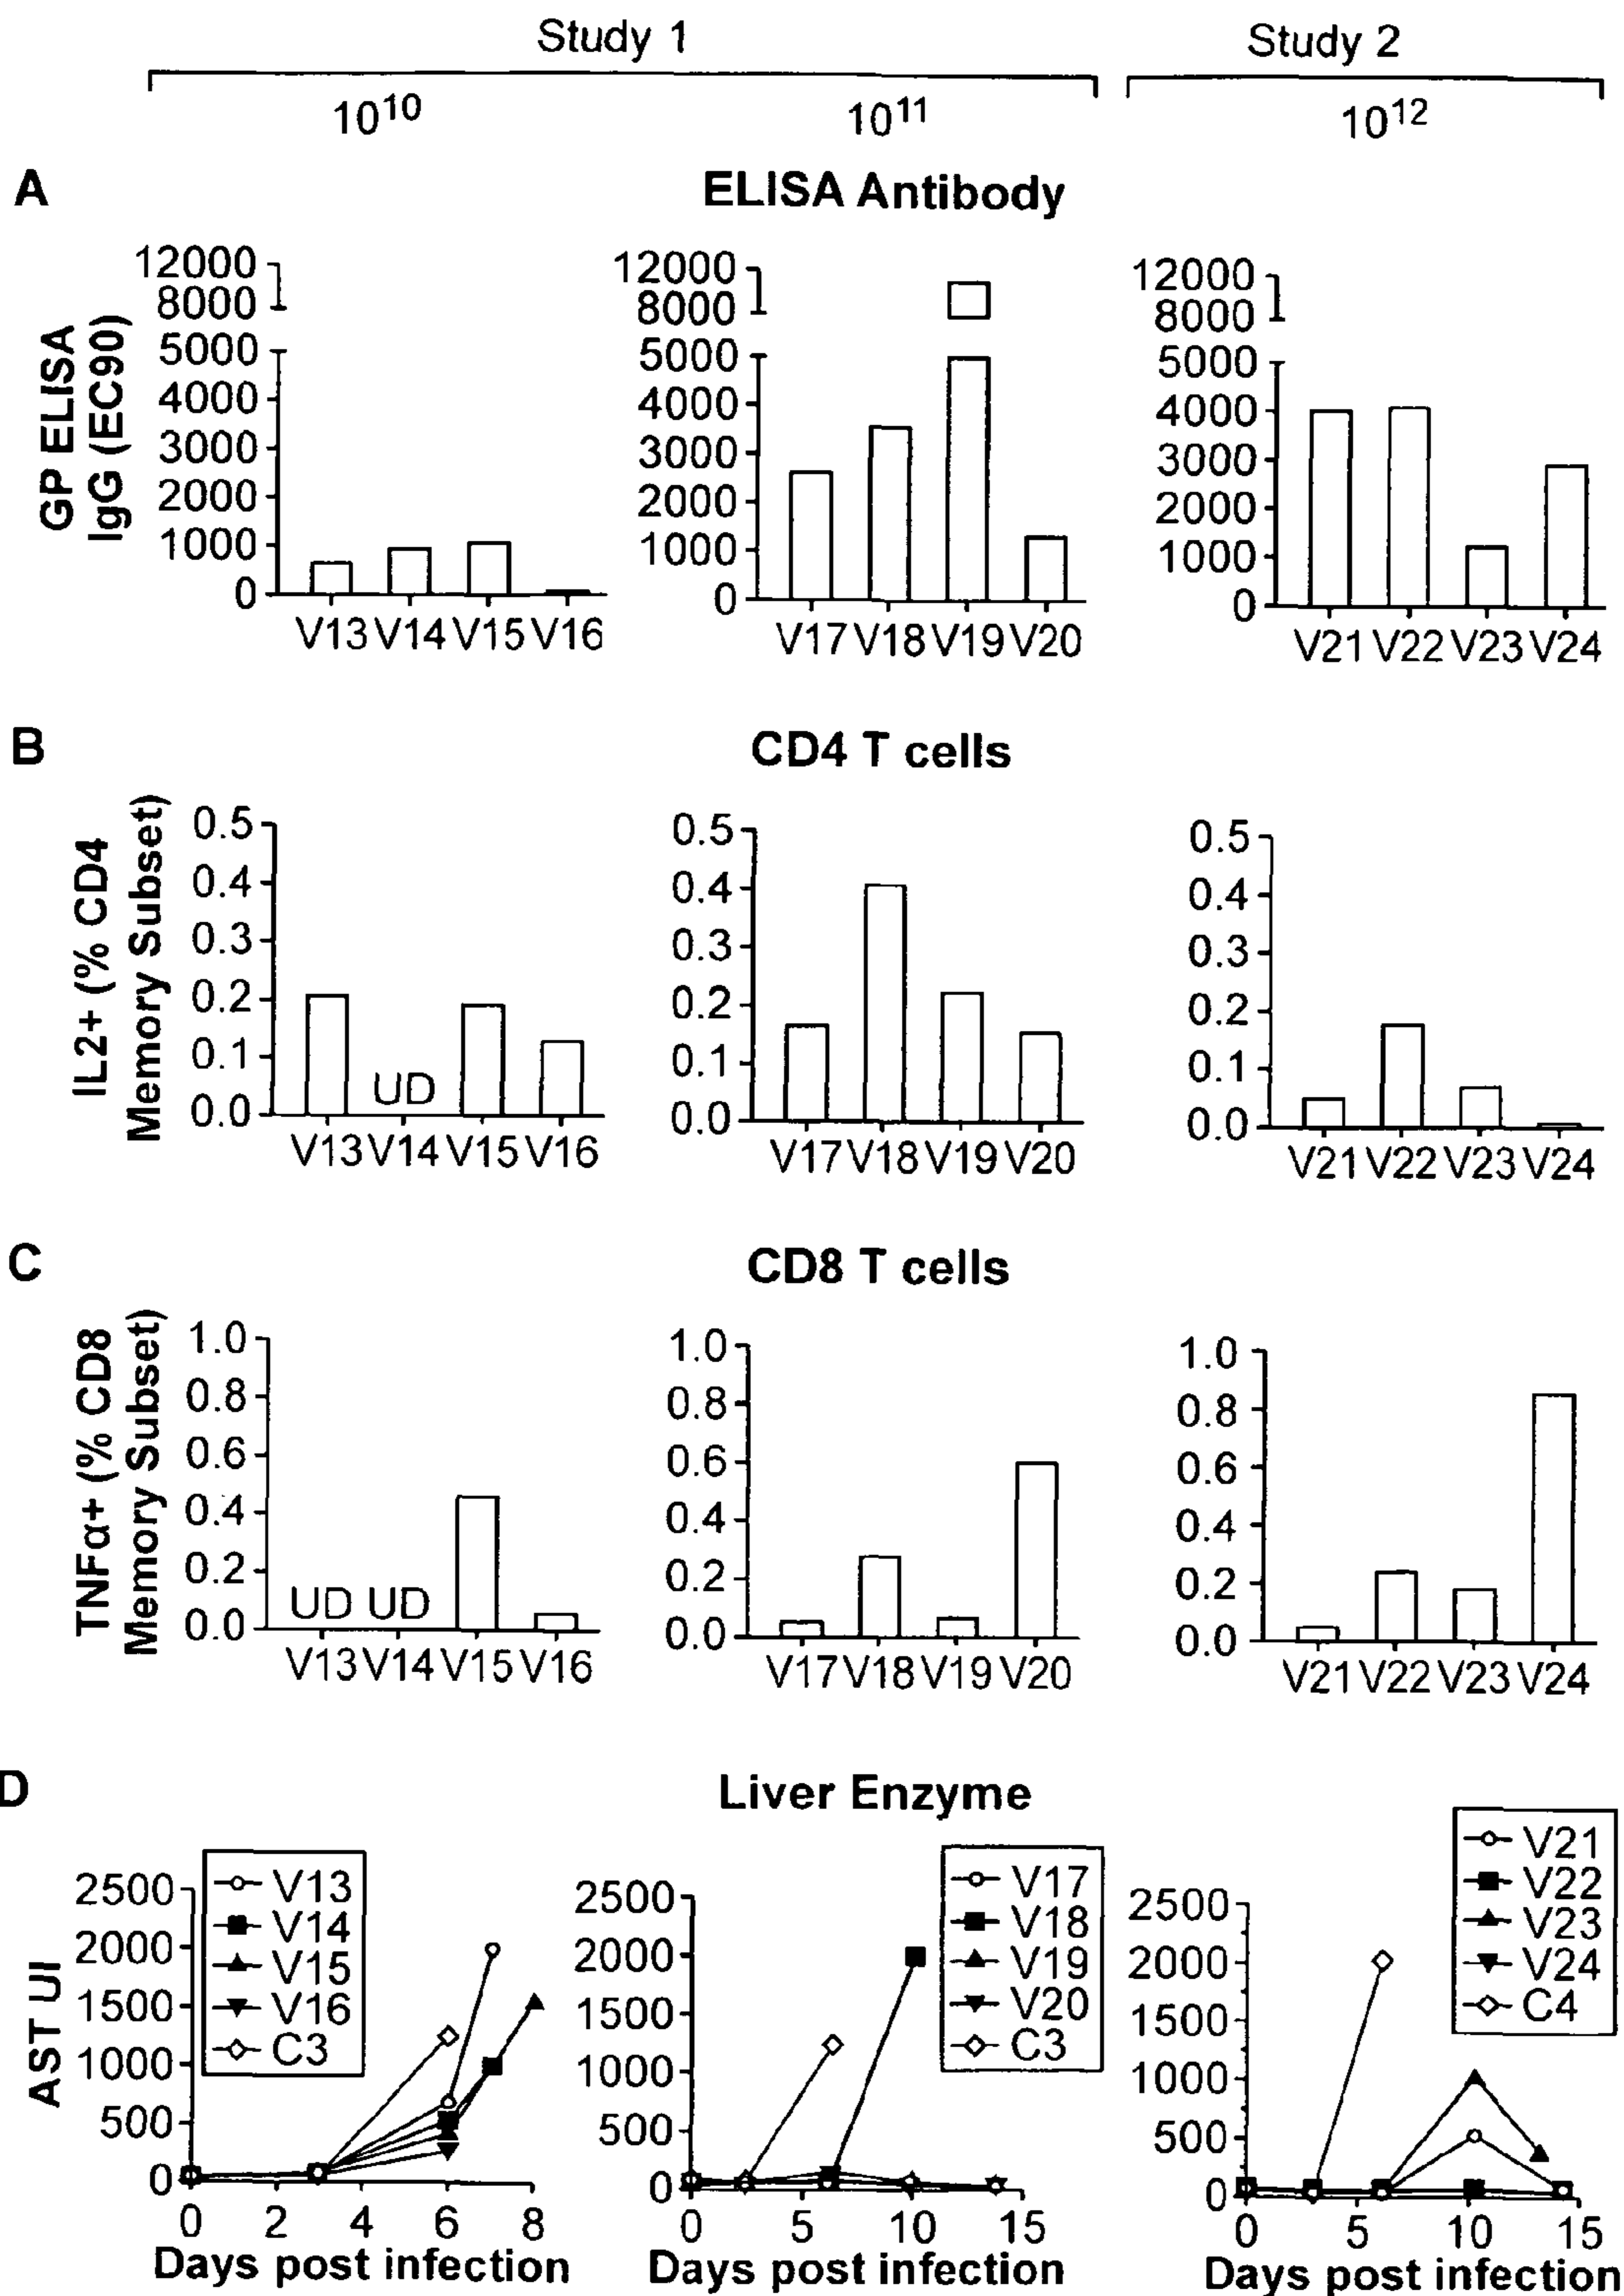 Study 1 Study 2
10^10 10^11 10^12
A ELISA Antibody
GP ELISA
IgG (EC90)
12000 12000 12000
8000 8000 8000
5000 5000 5000
4000 4000 4000
3000 3000 3000
2000 2000 2000
1000 1000 1000
0 0 0
V13 V14 V15 V16 V17 V18 V19 V20 V21 V22 V23 V24
B CD4 T cells
IL2+ (% CD4
Memory Subset)
0.5 0.5 0.5
0.4 0.4 0.4
0.3 0.3 0.3
0.2 0.2 0.2
0.1 0.1 0.1
UD
0.0 0.0 0.0
V13 V14 V15 V16 V17 V18 V19 V20 V21 V22 V23 V24
C CD8 T cells
TNFα+ (% CD8
Memory Subset)
1.0 1.0 1.0
0.8 0.8 0.8
0.6 0.6 0.6
0.4 0.4 0.4
0.2 0.2 0.2
UD UD
0.0 0.0 0.0
V13 V14 V15 V16 V17 V18 V19 V20 V21 V22 V23 V24
D Liver Enzyme
AST UI
2500 2500 2500
2000 2000 2000
1500 1500 1500
1000 1000 1000
500 500 500
0 0 0
V13
V14
V15
V16
C3
V17
V18
V19
V20
C3
V21
V22
V23
V24
C4
0 2 4 6 8 0 5 10 15 0 5 10 15
Days post infection Days post infection Days post infection